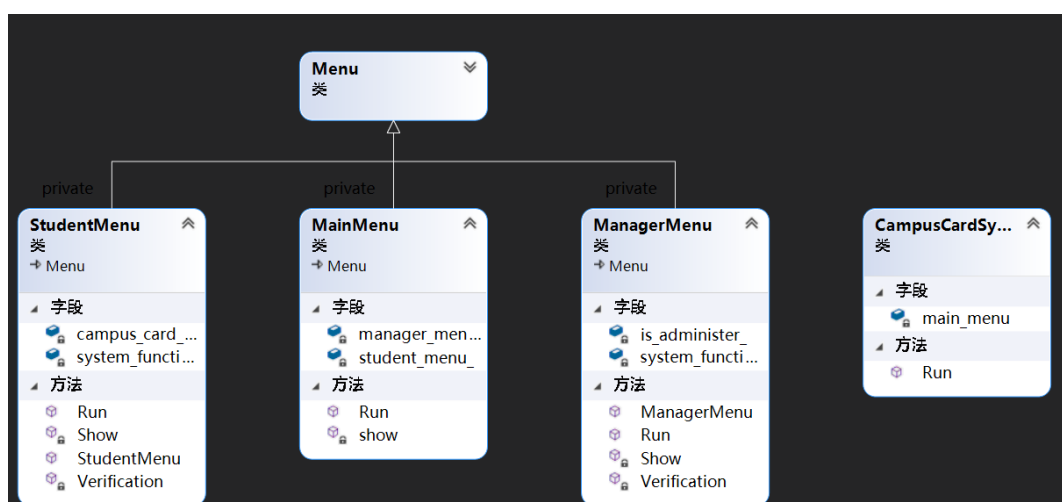 Menu
类
private
private
private
StudentMenu
类
Menu
字段
campus_card_...
system_functi...
方法
Run
Show
StudentMenu
Verification
MainMenu
类
Menu
字段
manager_men...
student_menu_
方法
Run
show
ManagerMenu
类
Menu
字段
is_administer_
system_functi...
方法
ManagerMenu
Run
Show
Verification
CampusCardSy...
类
字段
main_menu
方法
Run